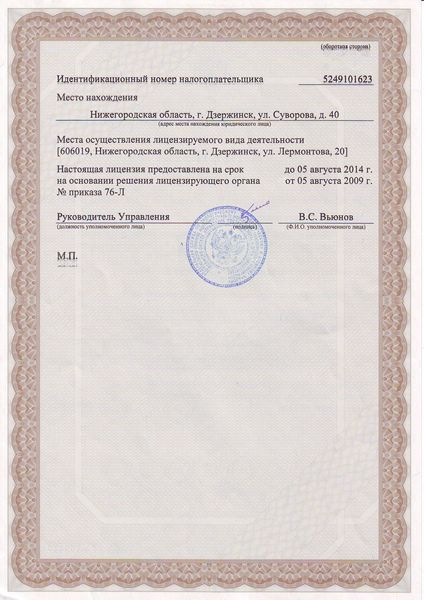 (оборотная сторона)
Идентификационный номер налогоплательщика 5249101623
Место нахождения
Нижегородская область, г. Дзержинск, ул. Суворова, д. 40
(адрес места нахождения юридического лица)
Места осуществления лицензируемого вида деятельности
[606019, Нижегородская область, г. Дзержинск, ул. Лермонтова, 20]
Настоящая лицензия предоставлена на срок до 05 августа 2014 г.
на основании решения лицензирующего органа от 05 августа 2009 г.
№ приказа 76-Л
Руководитель Управления В.С. Вьюнов
(должность уполномоченного лица) (подпись) (Ф.И.О. уполномоченного лица)
М.П.